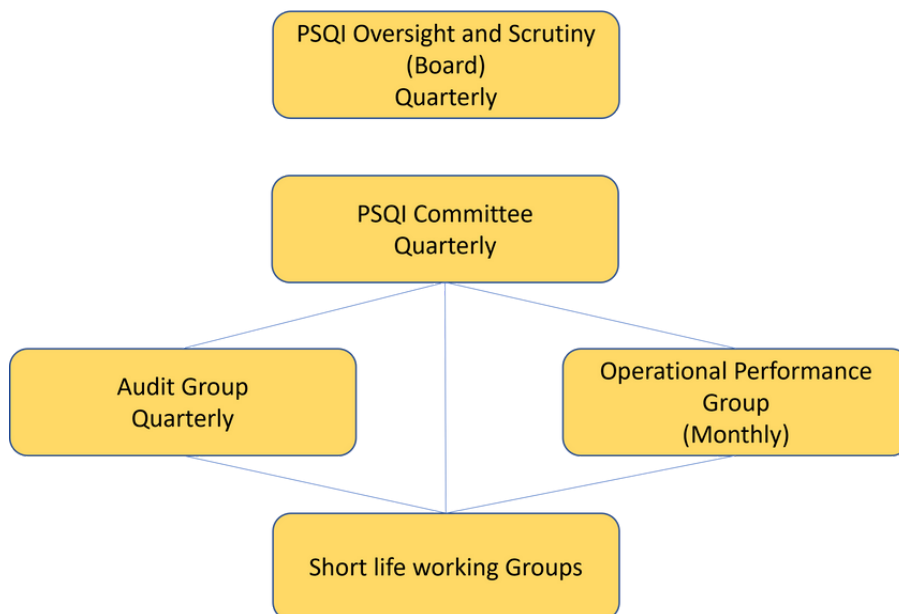 PSQI Oversight and Scrutiny
(Board)
Quarterly
PSQI Committee
Quarterly
Audit Group
Quarterly
Operational Performance
Group
(Monthly)
Short life working Groups